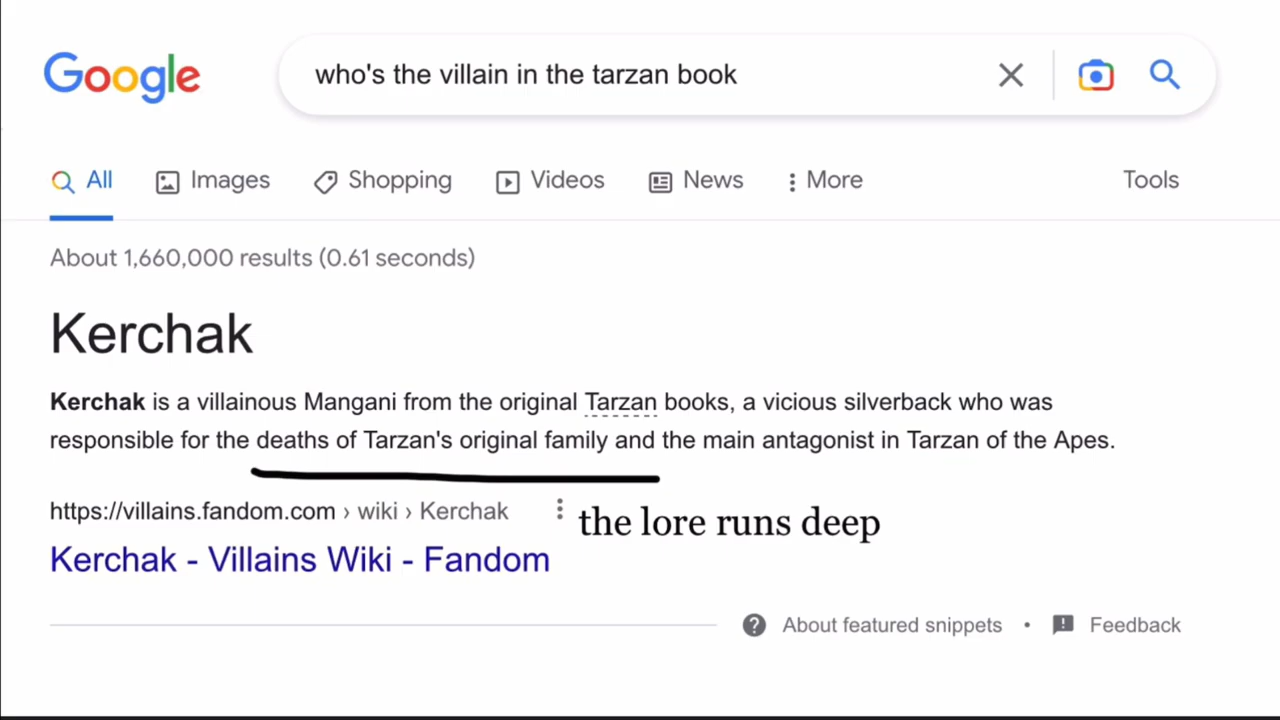 Google who's the villain in the tarzan book
All Images Shopping Videos News More Tools
About 1,660,000 results (0.61 seconds)
Kerchak
Kerchak is a villainous Mangani from the original Tarzan books, a vicious silverback who was
responsible for the deaths of Tarzan's original family and the main antagonist in Tarzan of the Apes.
https://villains.fandom.com › wiki › Kerchak
the lore runs deep
Kerchak - Villains Wiki - Fandom
About featured snippets • Feedback